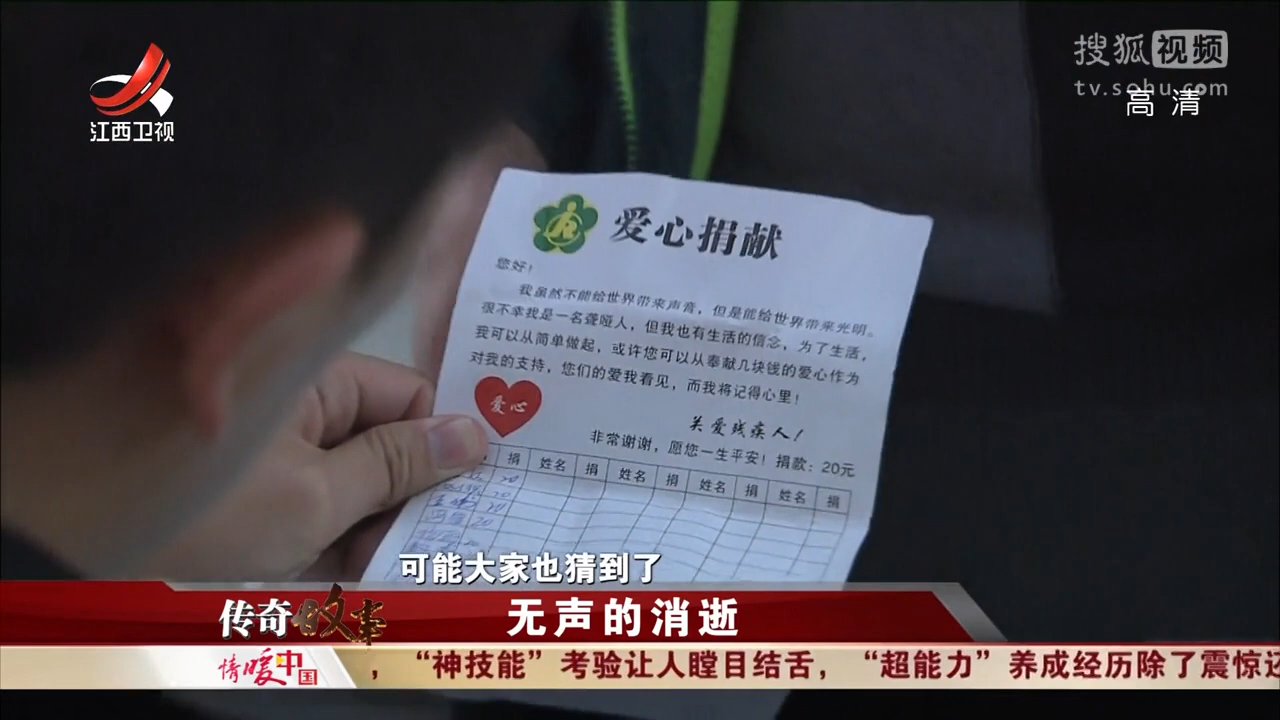 江西卫视
搜狐视频
tv.sohu.com
高清
爱心捐献
您好！
我虽然不能给世界带来声音，但是能给世界带来光明。
很不幸我是一名聋哑人，但我也有生活的信念，为了生活，
我可以从简单做起，或许您可以从奉献几块钱的爱心作为
对我的支持，您们的爱我看见，而我将记得心里！
爱心
关爱残疾人！
非常谢谢，愿您一生平安！捐款：20元
捐 姓名 捐 姓名 捐 姓名 捐 姓名 捐
20
20
20
20
可能大家也猜到了
传奇故事
无声的消逝
情暖中国
，“神技能”考验让人瞠目结舌，“超能力”养成经历除了震惊还